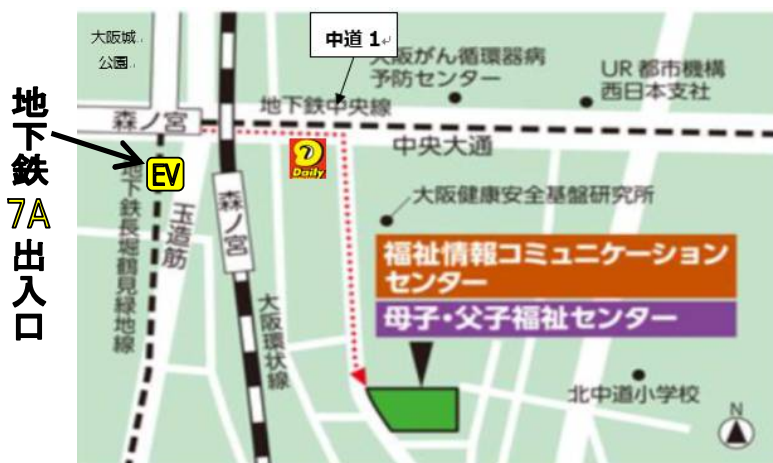 大阪城
公園
中道 1
大阪がん循環器病
予防センター
UR 都市機構
西日本支社
地下鉄中央線
森ノ宮
中央大通
地下鉄
7A
出入口
EV
Daily
地下鉄長堀鶴見緑地線
玉造筋
森ノ宮
大阪環状線
大阪健康安全基盤研究所
福祉情報コミュニケーション
センター
母子・父子福祉センター
北中道小学校
N